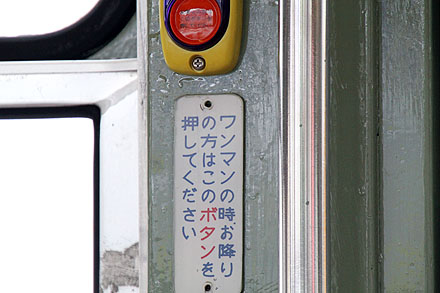 ワンマンの時お降り
の方はこのボタンを
押してください